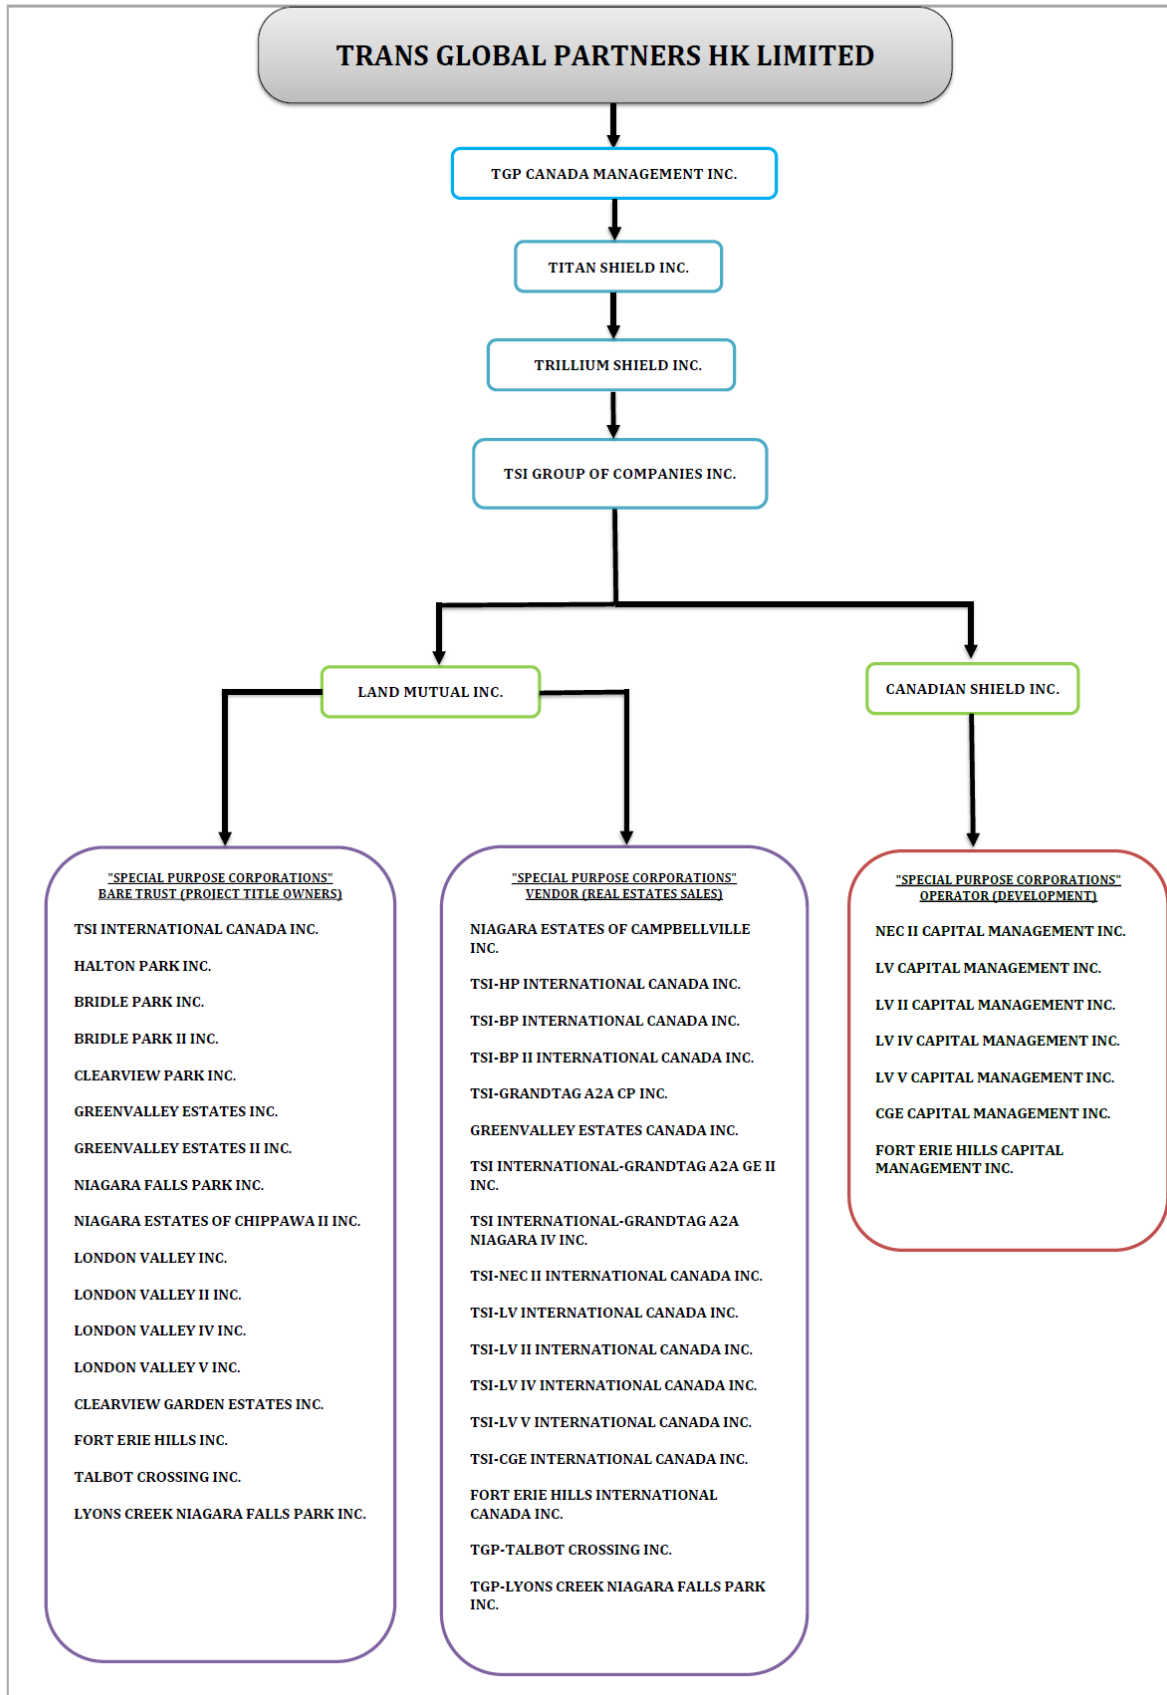 TRANS GLOBAL PARTNERS HK LIMITED
TGP CANADA MANAGEMENT INC.
TITAN SHIELD INC.
TRILLIUM SHIELD INC.
TSI GROUP OF COMPANIES INC.
LAND MUTUAL INC.
CANADIAN SHIELD INC.
"SPECIAL PURPOSE CORPORATIONS"
BARE TRUST (PROJECT TITLE OWNERS)
TSI INTERNATIONAL CANADA INC.
HALTON PARK INC.
BRIDLE PARK INC.
BRIDLE PARK II INC.
CLEARVIEW PARK INC.
GREENVALLEY ESTATES INC.
GREENVALLEY ESTATES II INC.
NIAGARA FALLS PARK INC.
NIAGARA ESTATES OF CHIPPAWA II INC.
LONDON VALLEY INC.
LONDON VALLEY II INC.
LONDON VALLEY IV INC.
LONDON VALLEY V INC.
CLEARVIEW GARDEN ESTATES INC.
FORT ERIE HILLS INC.
TALBOT CROSSING INC.
LYONS CREEK NIAGARA FALLS PARK INC.
"SPECIAL PURPOSE CORPORATIONS"
VENDOR (REAL ESTATES SALES)
NIAGARA ESTATES OF CAMPBELLVILLE
INC.
TSI-HP INTERNATIONAL CANADA INC.
TSI-BP INTERNATIONAL CANADA INC.
TSI-BP II INTERNATIONAL CANADA INC.
TSI-GRANDTAG A2A CP INC.
GREENVALLEY ESTATES CANADA INC.
TSI INTERNATIONAL-GRANDTAG A2A GE II
INC.
TSI INTERNATIONAL-GRANDTAG A2A
NIAGARA IV INC.
TSI-NEC II INTERNATIONAL CANADA INC.
TSI-LV INTERNATIONAL CANADA INC.
TSI-LV II INTERNATIONAL CANADA INC.
TSI-LV IV INTERNATIONAL CANADA INC.
TSI-LV V INTERNATIONAL CANADA INC.
TSI-CGE INTERNATIONAL CANADA INC.
FORT ERIE HILLS INTERNATIONAL
CANADA INC.
TGP-TALBOT CROSSING INC.
TGP-LYONS CREEK NIAGARA FALLS PARK
INC.
"SPECIAL PURPOSE CORPORATIONS"
OPERATOR (DEVELOPMENT)
NEC II CAPITAL MANAGEMENT INC.
LV CAPITAL MANAGEMENT INC.
LV II CAPITAL MANAGEMENT INC.
LV IV CAPITAL MANAGEMENT INC.
LV V CAPITAL MANAGEMENT INC.
CGE CAPITAL MANAGEMENT INC.
FORT ERIE HILLS CAPITAL
MANAGEMENT INC.